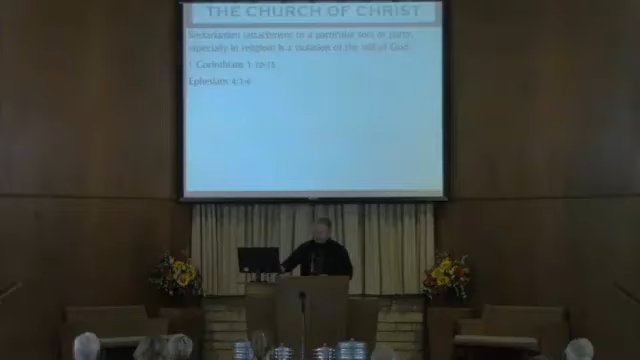 THE CHURCH OF CHRIST
Sectarianism (attachment to a particular sect or party,
especially in religion) is a violation of the will of God.
1 Corinthians 1:10-13
Ephesians 4:1-6